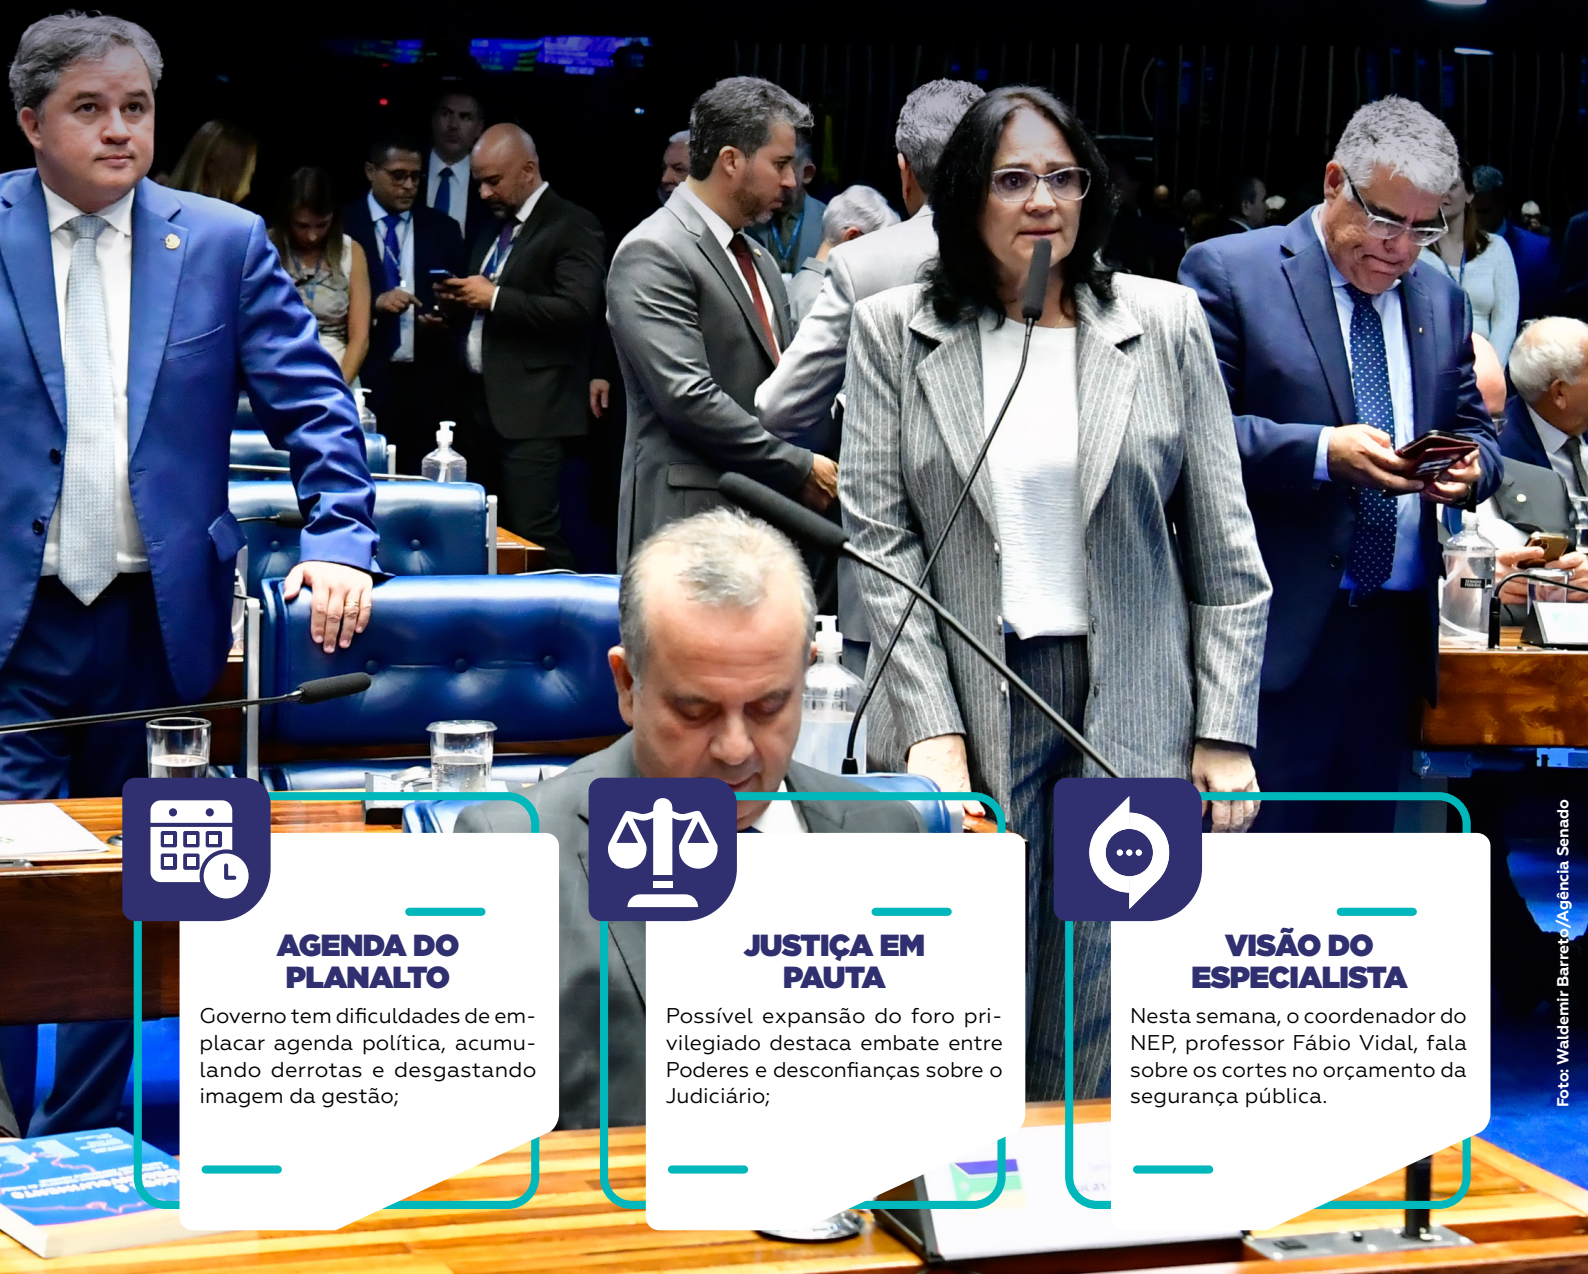 AGENDA DO
PLANALTO
Governo tem dificuldades de em-
placar agenda política, acumu-
lando derrotas e desgastando
imagem da gestão;
JUSTIÇA EM
PAUTA
Possível expansão do foro pri-
vilegiado destaca embate entre
Poderes e desconfianças sobre o
Judiciário;
VISÃO DO
ESPECIALISTA
Nesta semana, o coordenador do
NEP, professor Fábio Vidal, fala
sobre os cortes no orçamento da
segurança pública.
Foto: Waldemir Barreto/Agência Senado